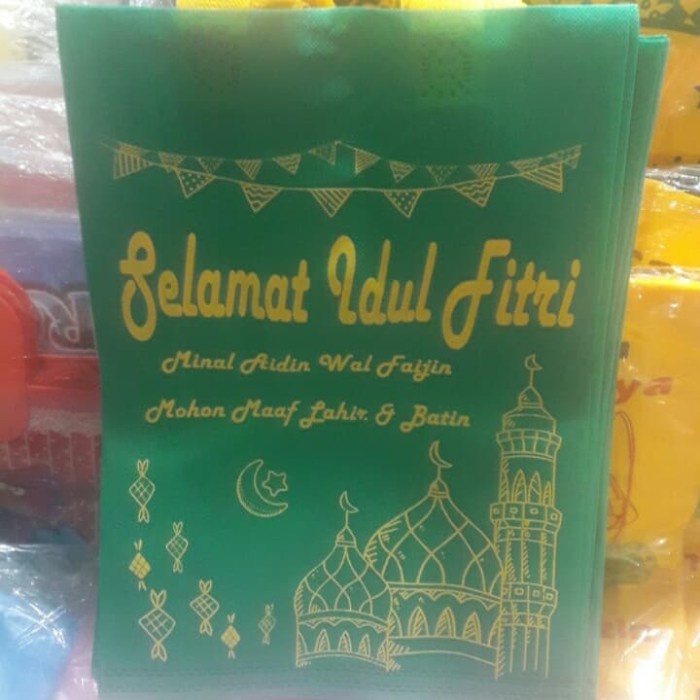 Selamat Idul Fitri
Minal Aidin Wal Faijin
Mohon Maaf Lahir & Batin